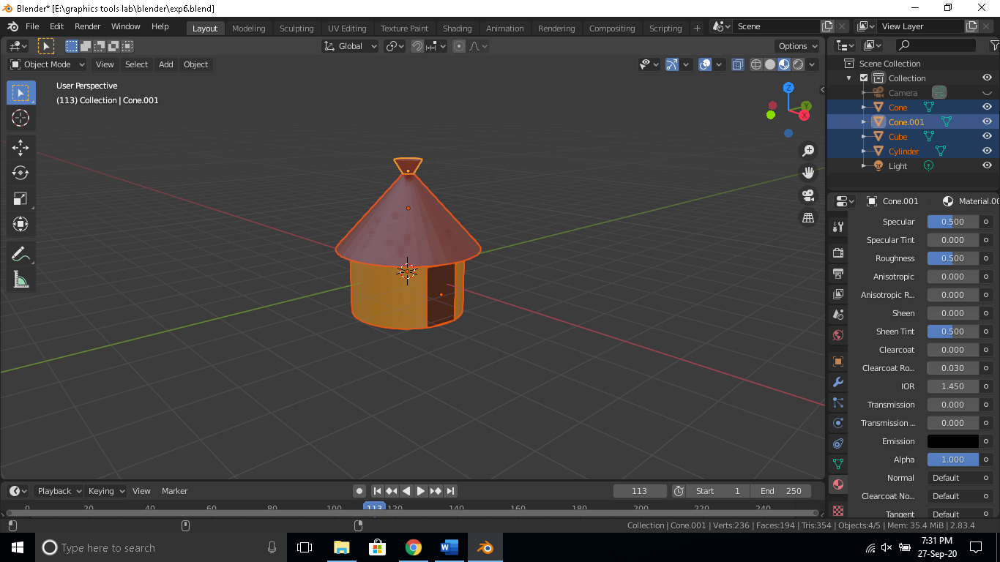 Blender* [E:\graphics tools lab\blender\exp6.blend]
File Edit Render Window Help Layout Modeling Sculpting UV Editing Texture Paint Shading Animation Rendering Compositing Scripting + Scene View Layer
Global Options
Object Mode View Select Add Object
User Perspective
(113) Collection | Cone.001
Z
Y
X
Scene Collection
Collection
Camera
Cone
Cone.001
Cube
Cylinder
Light
Cone.001 Material.00
Specular 0.500
Specular Tint 0.000
Roughness 0.500
Anisotropic 0.000
Anisotropic R... 0.000
Sheen 0.000
Sheen Tint 0.500
Clearcoat 0.000
Clearcoat Ro... 0.030
IOR 1.450
Transmission 0.000
Transmission ... 0.000
Emission
Alpha 1.000
Normal Default
Clearcoat No... Default
Tangent Default
Playback Keying View Marker 113 Start 1 End 250
0 20 40 60 80 100 113 120 140 160 180 200 220 240
Collection | Cone.001 | Verts:236 | Faces:194 | Tris:354 | Objects:4/5 | Mem: 35.4 MiB | 2.83.4
Type here to search
7:31 PM
27-Sep-20